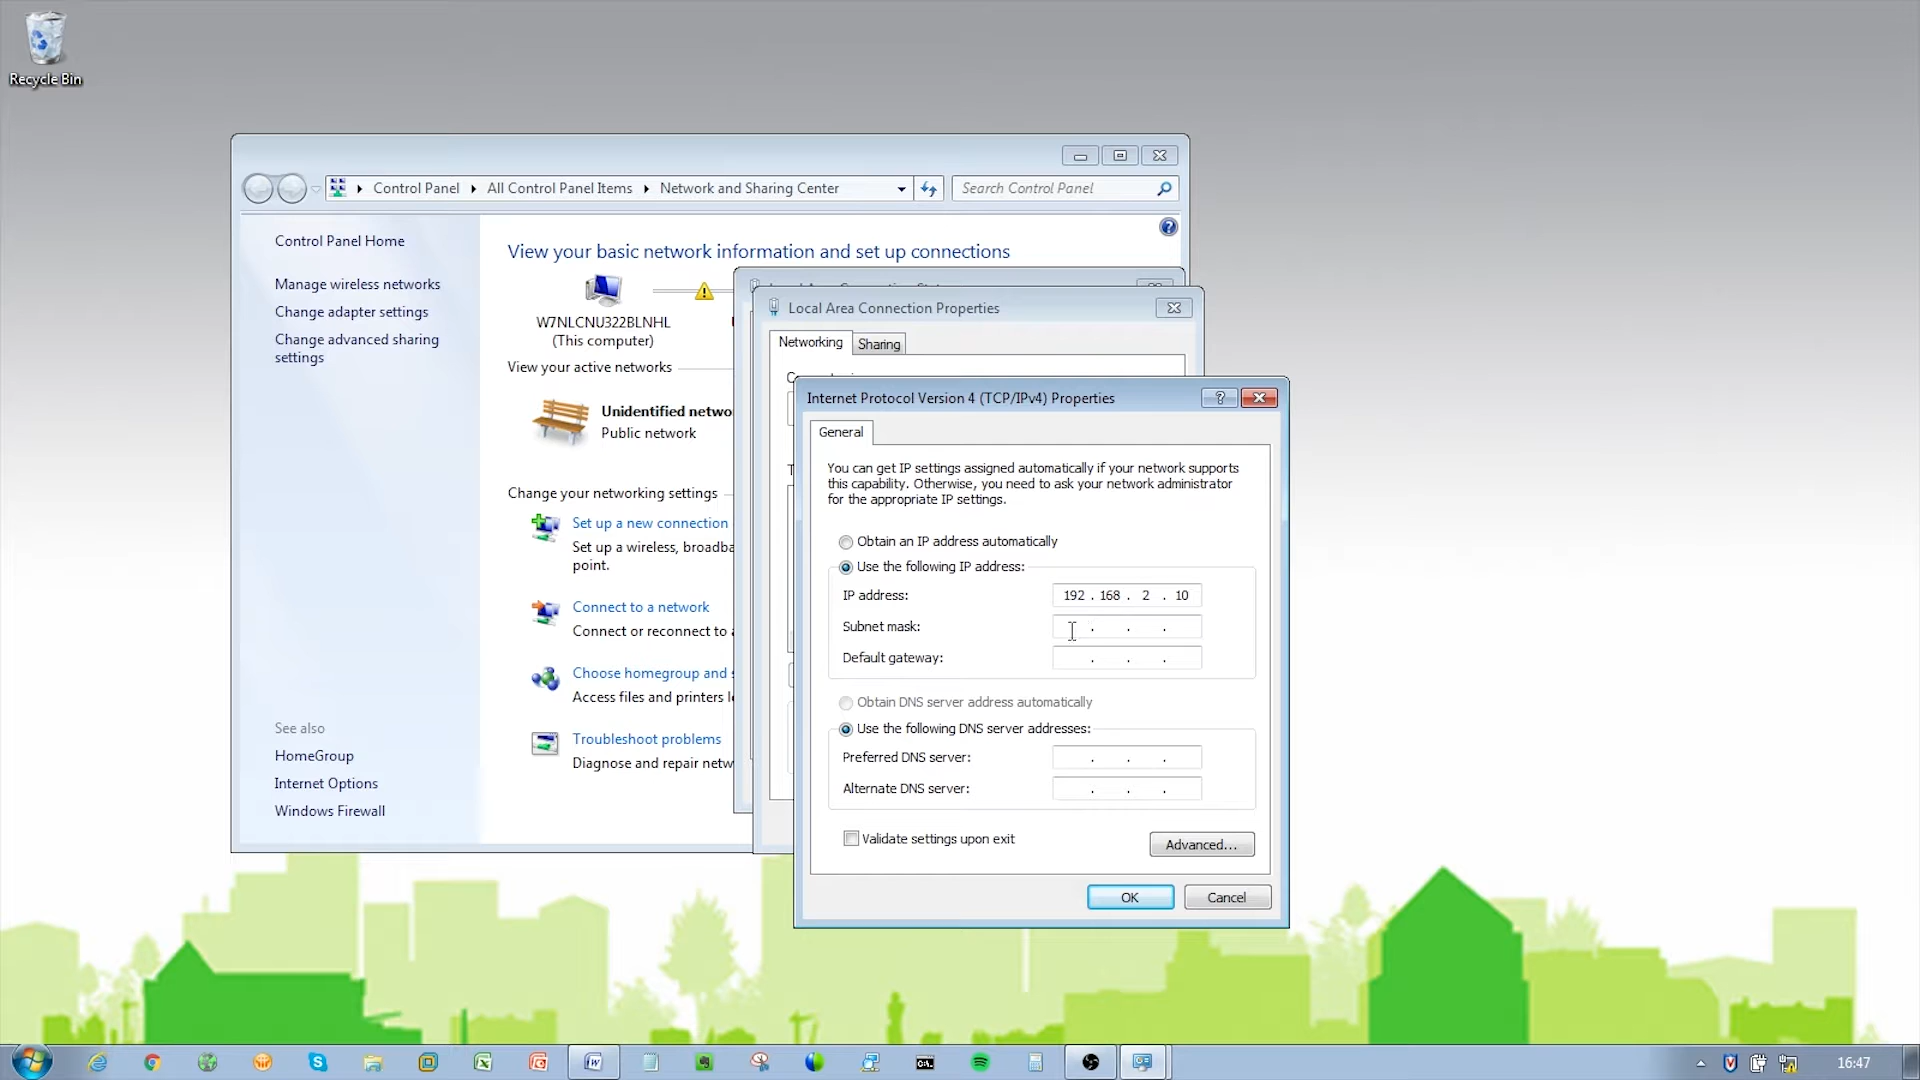 Recycle Bin
Control Panel
All Control Panel Items
Network and Sharing Center
Search Control Panel
Control Panel Home
Manage wireless networks
Change adapter settings
Change advanced sharing
settings
See also
HomeGroup
Internet Options
Windows Firewall
View your basic network information and set up connections
W7NLCNU322BLNHL
(This computer)
View your active networks
Unidentified netwo
Public network
Change your networking settings
Set up a new connection
Set up a wireless, broadba
point.
Connect to a network
Connect or reconnect to a
Choose homegroup and s
Access files and printers l
Troubleshoot problems
Diagnose and repair netw
Local Area Connection Properties
Networking
Sharing
Internet Protocol Version 4 (TCP/IPv4) Properties
General
You can get IP settings assigned automatically if your network supports
this capability. Otherwise, you need to ask your network administrator
for the appropriate IP settings.
Obtain an IP address automatically
Use the following IP address:
IP address: 192 . 168 . 2 . 10
Subnet mask: . . .
Default gateway: . . .
Obtain DNS server address automatically
Use the following DNS server addresses:
Preferred DNS server: . . .
Alternate DNS server: . . .
Validate settings upon exit
Advanced...
OK
Cancel
16:47